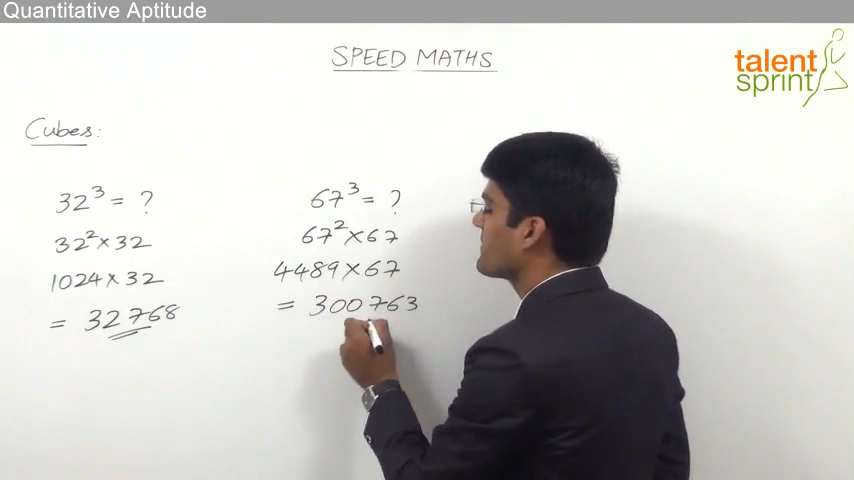 Quantitative Aptitude
SPEED MATHS
talent
sprint
Cubes:
32³ = ?
32² × 32
1024 × 32
= 32768
67³ = ?
67² × 67
4489 × 67
= 300763